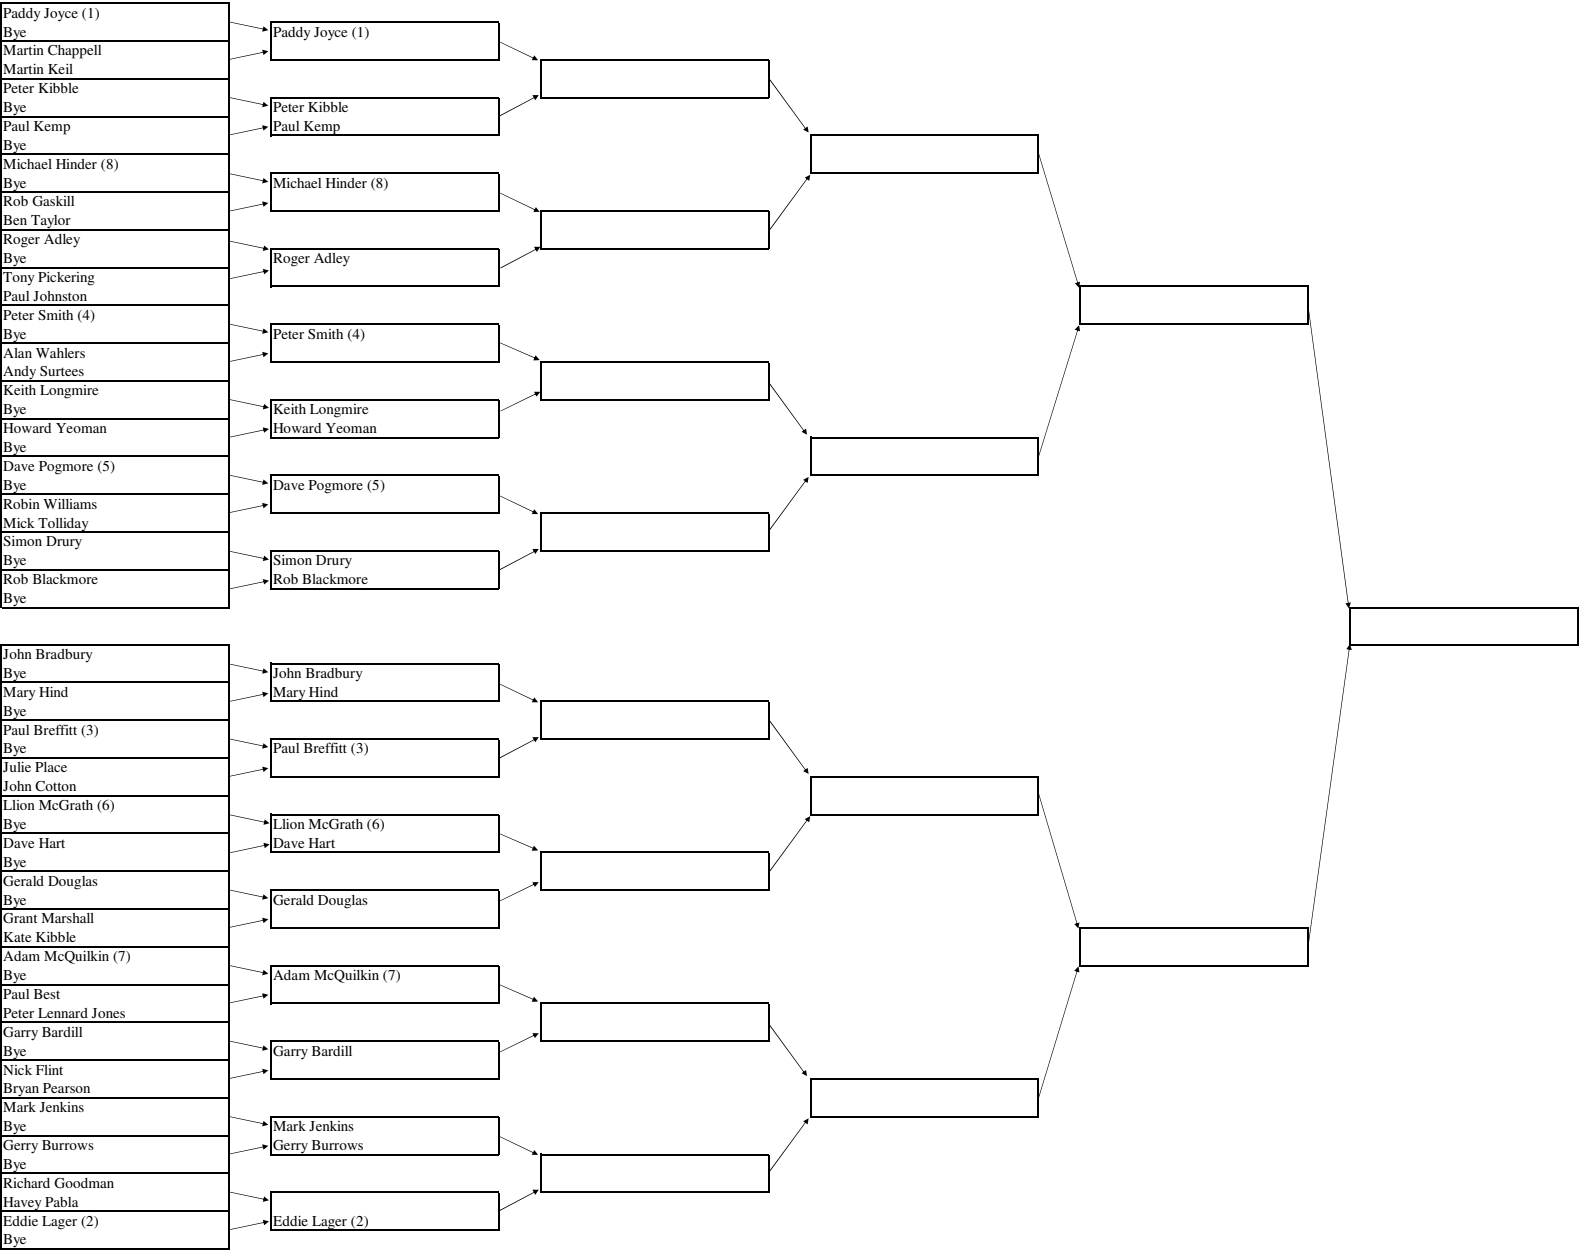 Paddy Joyce (1)
Bye
Martin Chappell
Martin Keil
Peter Kibble
Bye
Paul Kemp
Bye
Michael Hinder (8)
Bye
Rob Gaskill
Ben Taylor
Roger Adley
Bye
Tony Pickering
Paul Johnston
Peter Smith (4)
Bye
Alan Wahlers
Andy Surtees
Keith Longmire
Bye
Howard Yeoman
Bye
Dave Pogmore (5)
Bye
Robin Williams
Mick Tolliday
Simon Drury
Bye
Rob Blackmore
Bye
John Bradbury
Bye
Mary Hind
Bye
Paul Breffitt (3)
Bye
Julie Place
John Cotton
Llion McGrath (6)
Bye
Dave Hart
Bye
Gerald Douglas
Bye
Grant Marshall
Kate Kibble
Adam McQuilkin (7)
Bye
Paul Best
Peter Lennard Jones
Garry Bardill
Bye
Nick Flint
Bryan Pearson
Mark Jenkins
Bye
Gerry Burrows
Bye
Richard Goodman
Havey Pabla
Eddie Lager (2)
Bye
Paddy Joyce (1)
Peter Kibble
Paul Kemp
Michael Hinder (8)
Roger Adley
Peter Smith (4)
Keith Longmire
Howard Yeoman
Dave Pogmore (5)
Simon Drury
Rob Blackmore
John Bradbury
Mary Hind
Paul Breffitt (3)
Llion McGrath (6)
Dave Hart
Gerald Douglas
Adam McQuilkin (7)
Garry Bardill
Mark Jenkins
Gerry Burrows
Eddie Lager (2)